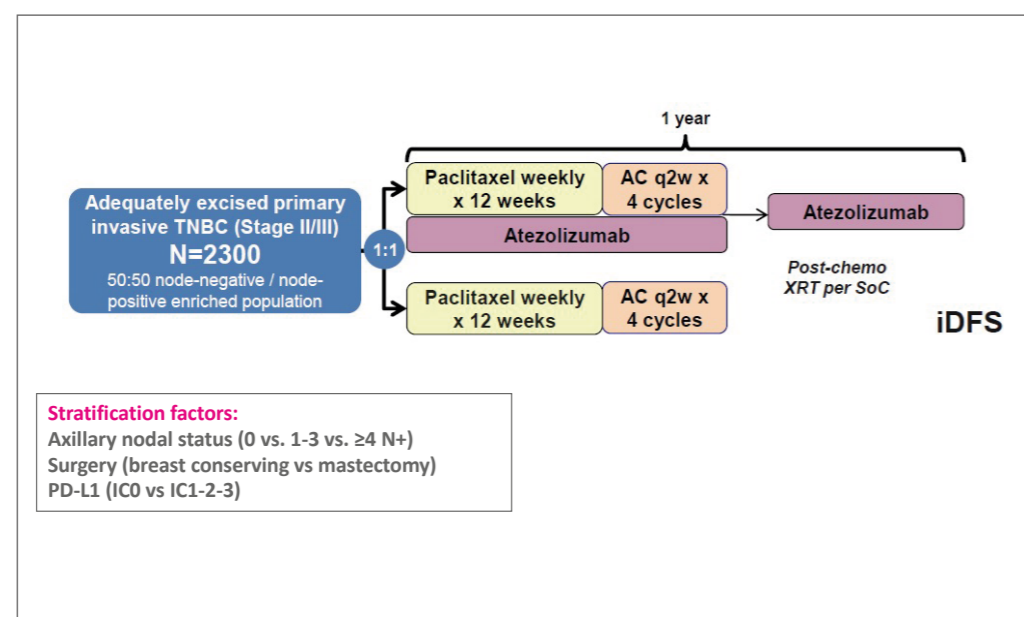 1 year
Adequately excised primary
invasive TNBC (Stage II/III)
N=2300
50:50 node-negative / node-
positive enriched population
1:1
Paclitaxel weekly
x 12 weeks
AC q2w x
4 cycles
Atezolizumab
Atezolizumab
Paclitaxel weekly
x 12 weeks
AC q2w x
4 cycles
Post-chemo
XRT per SoC
iDFS
Stratification factors:
Axillary nodal status (0 vs. 1-3 vs. ≥4 N+)
Surgery (breast conserving vs mastectomy)
PD-L1 (IC0 vs IC1-2-3)